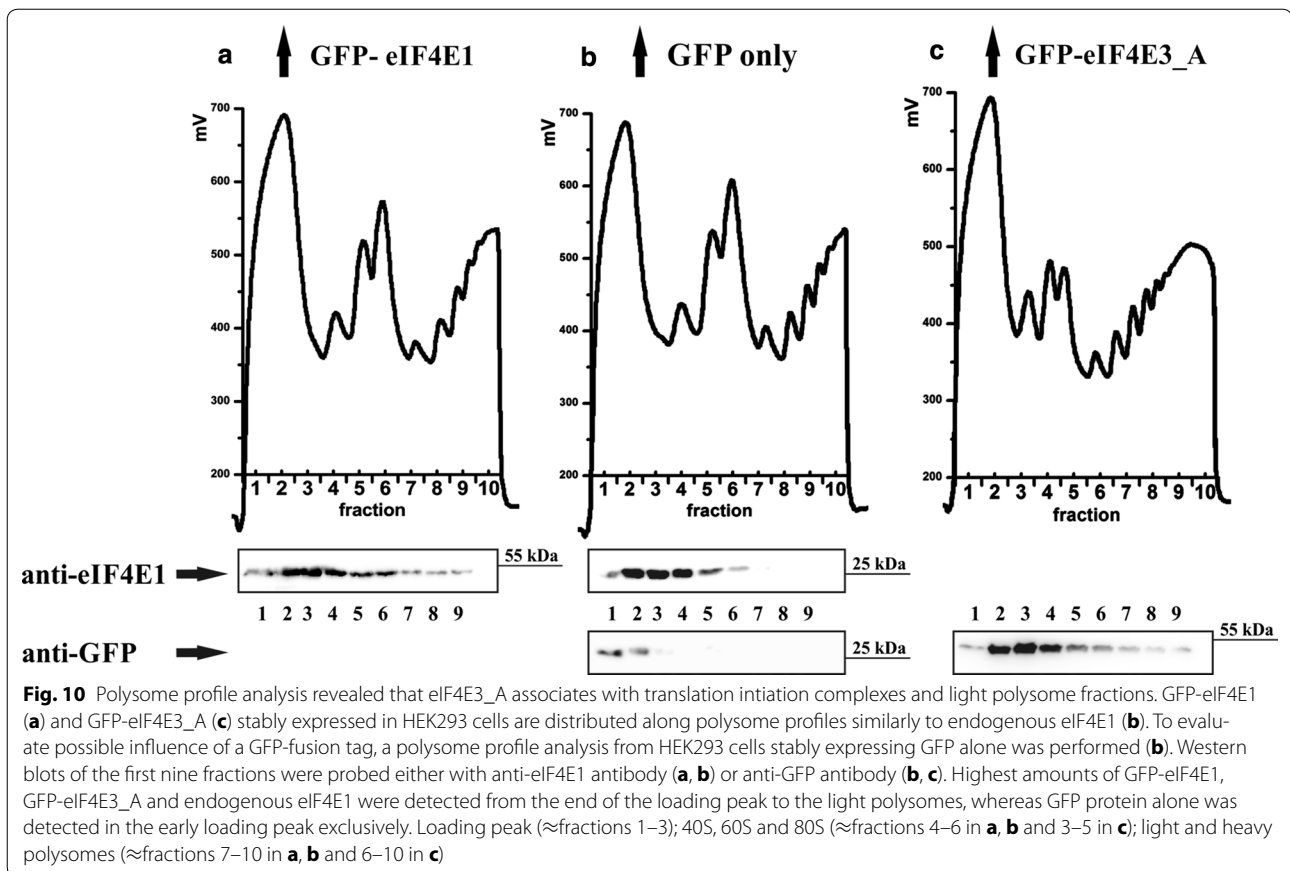 a GFP- eIF4E1
b GFP only
c GFP-eIF4E3_A
700
600
500
400
300
200
mV
1 2 3 4 5 6 7 8 9 10
fraction
700
600
500
400
300
200
mV
1 2 3 4 5 6 7 8 9 10
fraction
700
600
500
400
300
200
mV
1 2 3 4 5 6 7 8 9 10
fraction
anti-eIF4E1
55 kDa
25 kDa
1 2 3 4 5 6 7 8 9
1 2 3 4 5 6 7 8 9
1 2 3 4 5 6 7 8 9
anti-GFP
25 kDa
55 kDa
Fig. 10 Polysome profile analysis revealed that eIF4E3_A associates with translation intiation complexes and light polysome fractions. GFP-eIF4E1
(a) and GFP-eIF4E3_A (c) stably expressed in HEK293 cells are distributed along polysome profiles similarly to endogenous eIF4E1 (b). To evalu-
ate possible influence of a GFP-fusion tag, a polysome profile analysis from HEK293 cells stably expressing GFP alone was performed (b). Western
blots of the first nine fractions were probed either with anti-eIF4E1 antibody (a, b) or anti-GFP antibody (b, c). Highest amounts of GFP-eIF4E1,
GFP-eIF4E3_A and endogenous eIF4E1 were detected from the end of the loading peak to the light polysomes, whereas GFP protein alone was
detected in the early loading peak exclusively. Loading peak (≈fractions 1–3); 40S, 60S and 80S (≈fractions 4–6 in a, b and 3–5 in c); light and heavy
polysomes (≈fractions 7–10 in a, b and 6–10 in c)